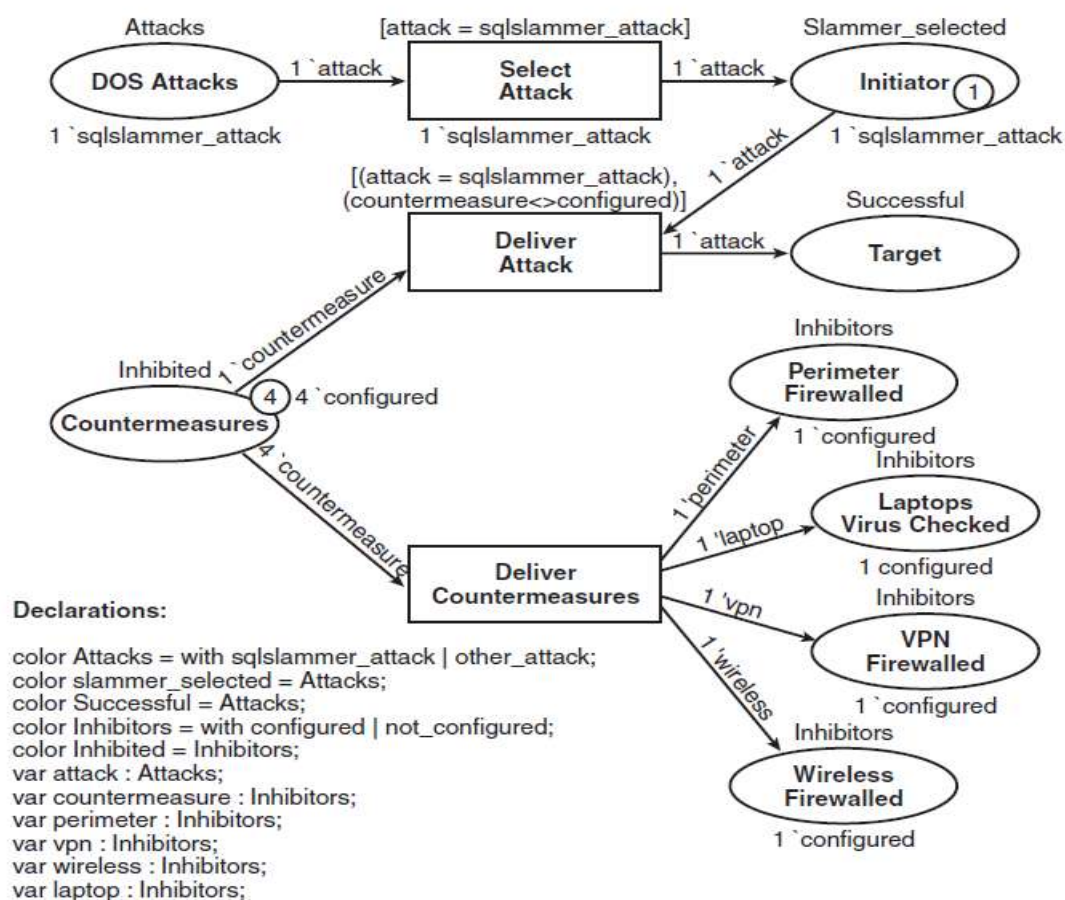 Attacks
DOS Attacks
1 `sqlslammer_attack
1 `attack
[attack = sqlslammer_attack]
Select
Attack
1 `sqlslammer_attack
1 `attack
Slammer_selected
Initiator
1
1 `sqlslammer_attack
1 `attack
[(attack = sqlslammer_attack),
(countermeasure<>configured)]
Deliver
Attack
1 `attack
Successful
Target
1 `countermeasure
Inhibited
4
4 `configured
Countermeasures
4 `countermeasure
Deliver
Countermeasures
1 'perimeter
Inhibitors
Perimeter
Firewalled
1 `configured
1 'laptop
Inhibitors
Laptops
Virus Checked
1 configured
1 'vpn
Inhibitors
VPN
Firewalled
1 `configured
1 'wireless
Inhibitors
Wireless
Firewalled
1 `configured
Declarations:
color Attacks = with sqlslammer_attack | other_attack;
color slammer_selected = Attacks;
color Successful = Attacks;
color Inhibitors = with configured | not_configured;
color Inhibited = Inhibitors;
var attack : Attacks;
var countermeasure : Inhibitors;
var perimeter : Inhibitors;
var vpn : Inhibitors;
var wireless : Inhibitors;
var laptop : Inhibitors;